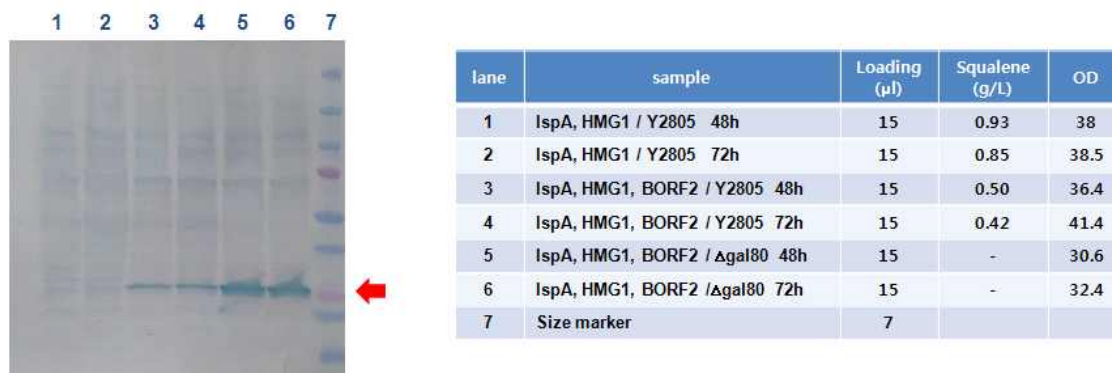 1 2 3 4 5 6 7
lane sample Loading (μl) Squalene (g/L) OD
1 IspA, HMG1 / Y2805 48h 15 0.93 38
2 IspA, HMG1 / Y2805 72h 15 0.85 38.5
3 IspA, HMG1, BORF2 / Y2805 48h 15 0.50 36.4
4 IspA, HMG1, BORF2 / Y2805 72h 15 0.42 41.4
5 IspA, HMG1, BORF2 / Δgal80 48h 15 - 30.6
6 IspA, HMG1, BORF2 /Δgal80 72h 15 - 32.4
7 Size marker 7